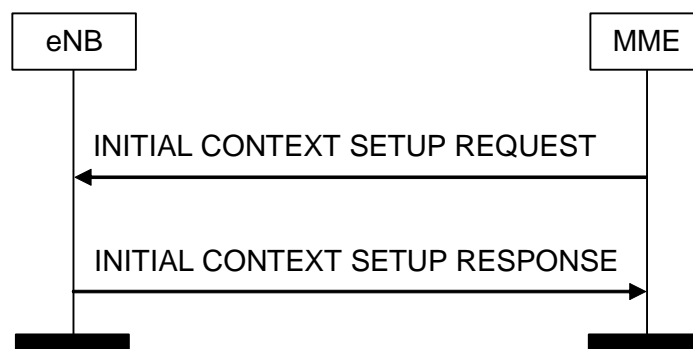 eNB
MME
INITIAL CONTEXT SETUP REQUEST
INITIAL CONTEXT SETUP RESPONSE